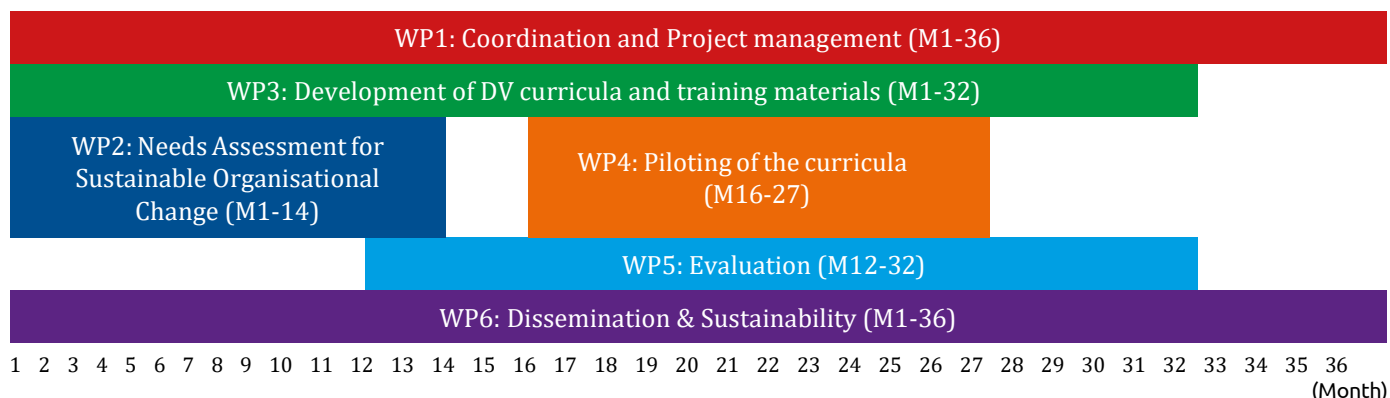 WP1: Coordination and Project management (M1-36)
WP3: Development of DV curricula and training materials (M1-32)
WP2: Needs Assessment for
Sustainable Organisational
Change (M1-14)
WP4: Piloting of the curricula
(M16-27)
WP5: Evaluation (M12-32)
WP6: Dissemination & Sustainability (M1-36)
1 2 3 4 5 6 7 8 9 10 11 12 13 14 15 16 17 18 19 20 21 22 23 24 25 26 27 28 29 30 31 32 33 34 35 36
(Month)